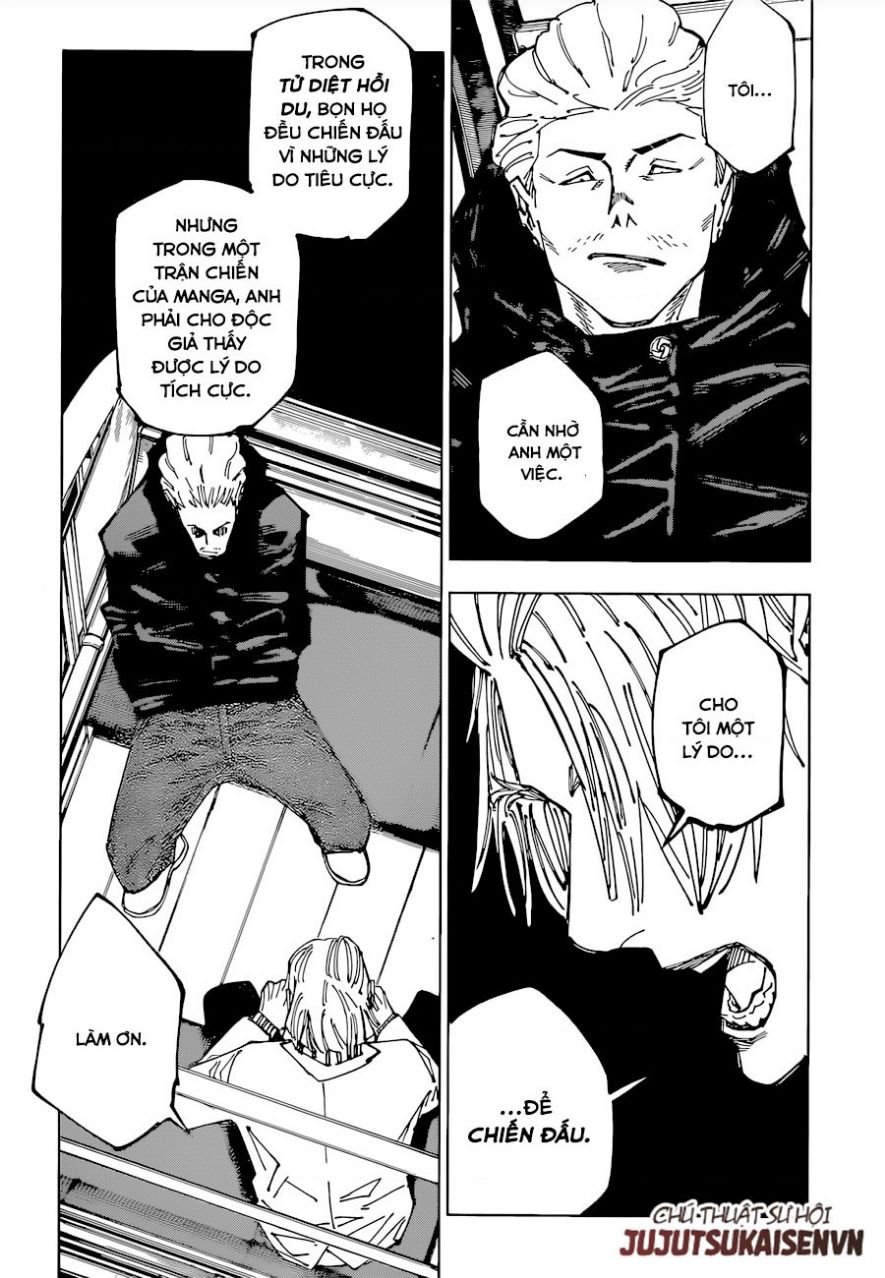 TÔI...
CẦN NHỜ
ANH MỘT
VIỆC.
CHO
TÔI MỘT
LÝ DO...
...ĐỂ
CHIẾN ĐẤU.
TRONG
TỬ DIỆT HỒI
DU, BỌN HỌ
ĐỀU CHIẾN ĐẤU
VÌ NHỮNG LÝ
DO TIÊU CỰC.
NHƯNG
TRONG MỘT
TRẬN CHIẾN
CỦA MANGA, ANH
PHẢI CHO ĐỘC
GIẢ THẤY
ĐƯỢC LÝ DO
TÍCH CỰC.
LÀM ƠN.
CHÚ THUẬT SƯ HỘI
JUJUTSUKAISENVN